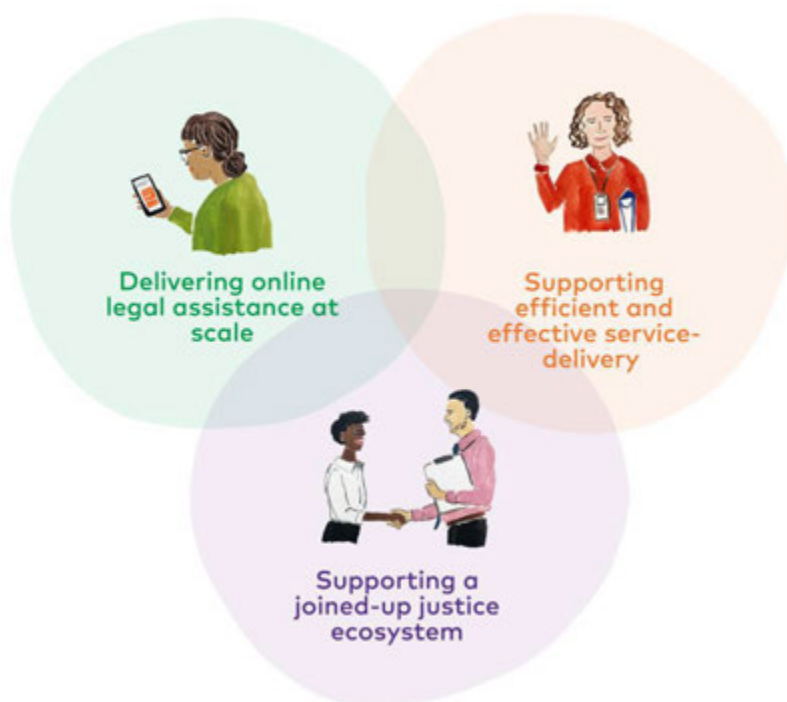 Delivering online
legal assistance at
scale
Supporting
efficient and
effective service-
delivery
Supporting a
joined-up justice
ecosystem